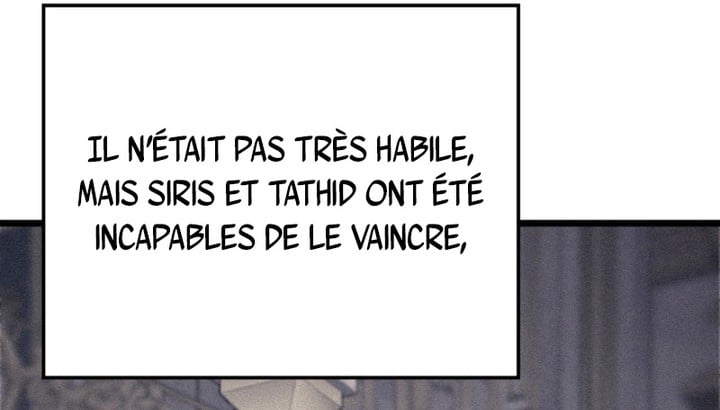 IL N'ÉTAIT PAS TRÈS HABILE,
MAIS SIRIS ET TATHID ONT ÉTÉ
INCAPABLES DE LE VAINCRE,